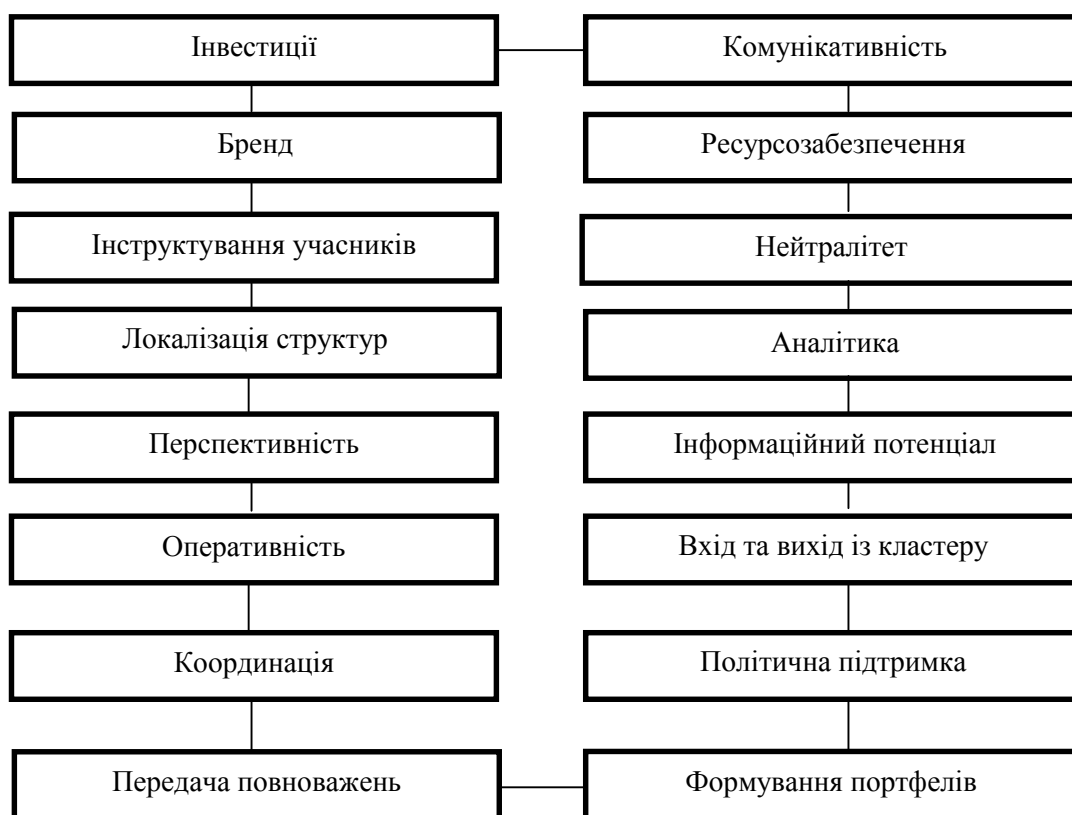 Інвестиції
Комунікативність
Бренд
Ресурсозабезпечення
Інструктування учасників
Нейтралітет
Локалізація структур
Аналітика
Перспективність
Інформаційний потенціал
Оперативність
Вхід та вихід із кластеру
Координація
Політична підтримка
Передача повноважень
Формування портфелів